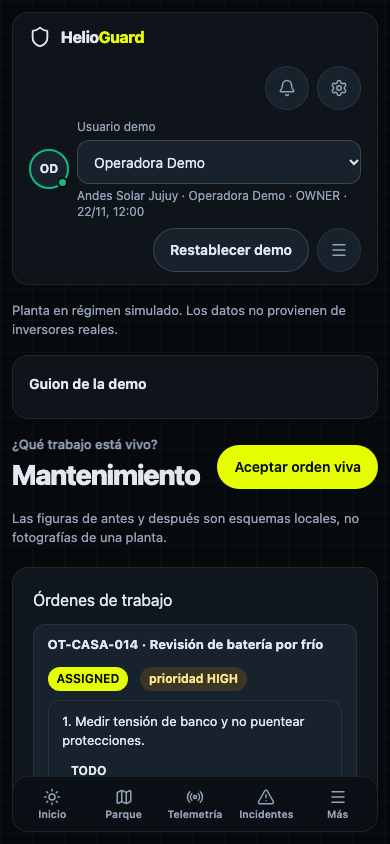 HelioGuard
Usuario demo
OD
Operadora Demo
Andes Solar Jujuy · Operadora Demo · OWNER ·
22/11, 12:00
Restablecer demo
Planta en régimen simulado. Los datos no provienen de
inversores reales.
Guion de la demo
¿Qué trabajo está vivo?
Mantenimiento
Aceptar orden viva
Las figuras de antes y después son esquemas locales, no
fotografías de una planta.
Órdenes de trabajo
OT-CASA-014 · Revisión de batería por frío
ASSIGNED
prioridad HIGH
1. Medir tensión de banco y no puentear
protecciones.
TODO
Inicio
Parque
Telemetría
Incidentes
Más